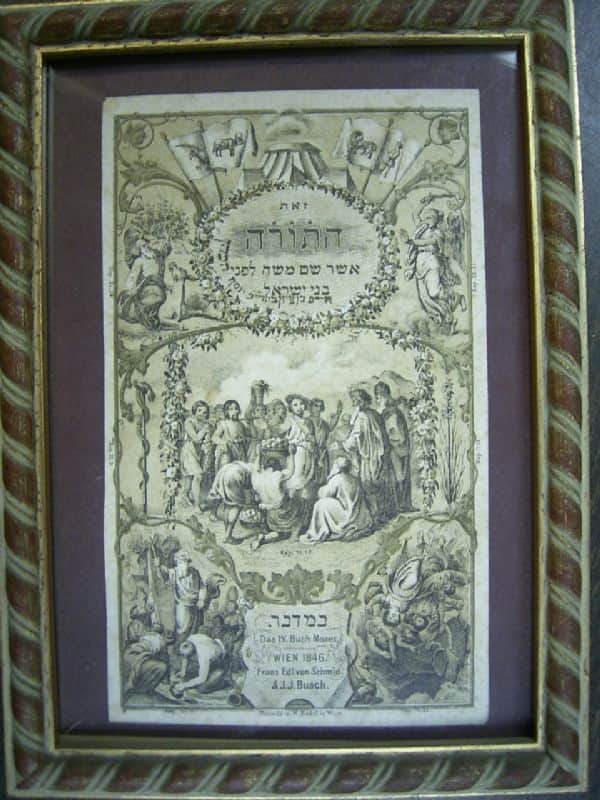 זאת
התורה
אשר שם משה לפני
בני ישראל
במדבר.
Das IV. Buch Moses,
WIEN 1846.
Franz Edl. von Schmid
& J.J. Busch.